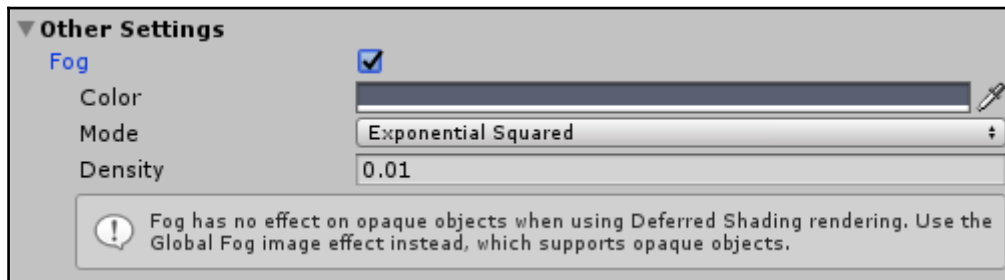 Other Settings
Fog
Color
Mode Exponential Squared
Density 0.01
Fog has no effect on opaque objects when using Deferred Shading rendering. Use the
Global Fog image effect instead, which supports opaque objects.